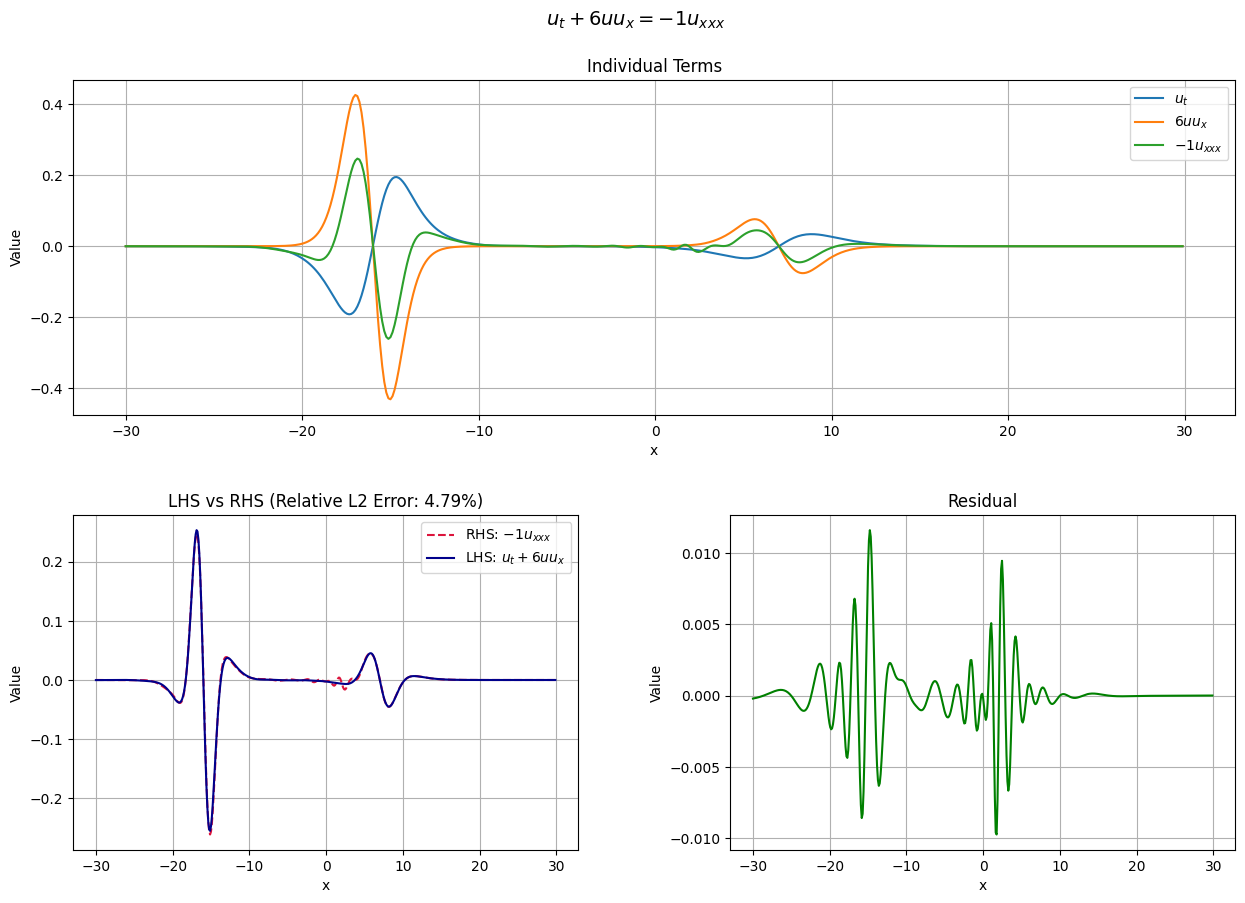 u_t + 6uu_x = −1u_xxx
Individual Terms
u_t
6uu_x
−1u_xxx
Value
0.4
0.2
0.0
−0.2
−0.4
−30 −20 −10 0 10 20 30
x
LHS vs RHS (Relative L2 Error: 4.79%)
RHS: −1u_xxx
LHS: u_t + 6uu_x
Value
0.2
0.1
0.0
−0.1
−0.2
−30 −20 −10 0 10 20 30
x
Residual
Value
0.010
0.005
0.000
−0.005
−0.010
−30 −20 −10 0 10 20 30
x